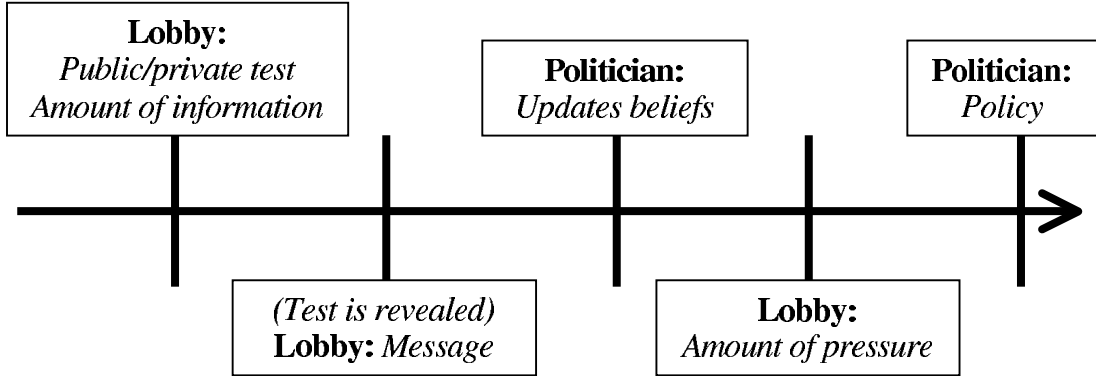 Lobby:
Public/private test
Amount of information
(Test is revealed)
Lobby: Message
Politician:
Updates beliefs
Lobby:
Amount of pressure
Politician:
Policy